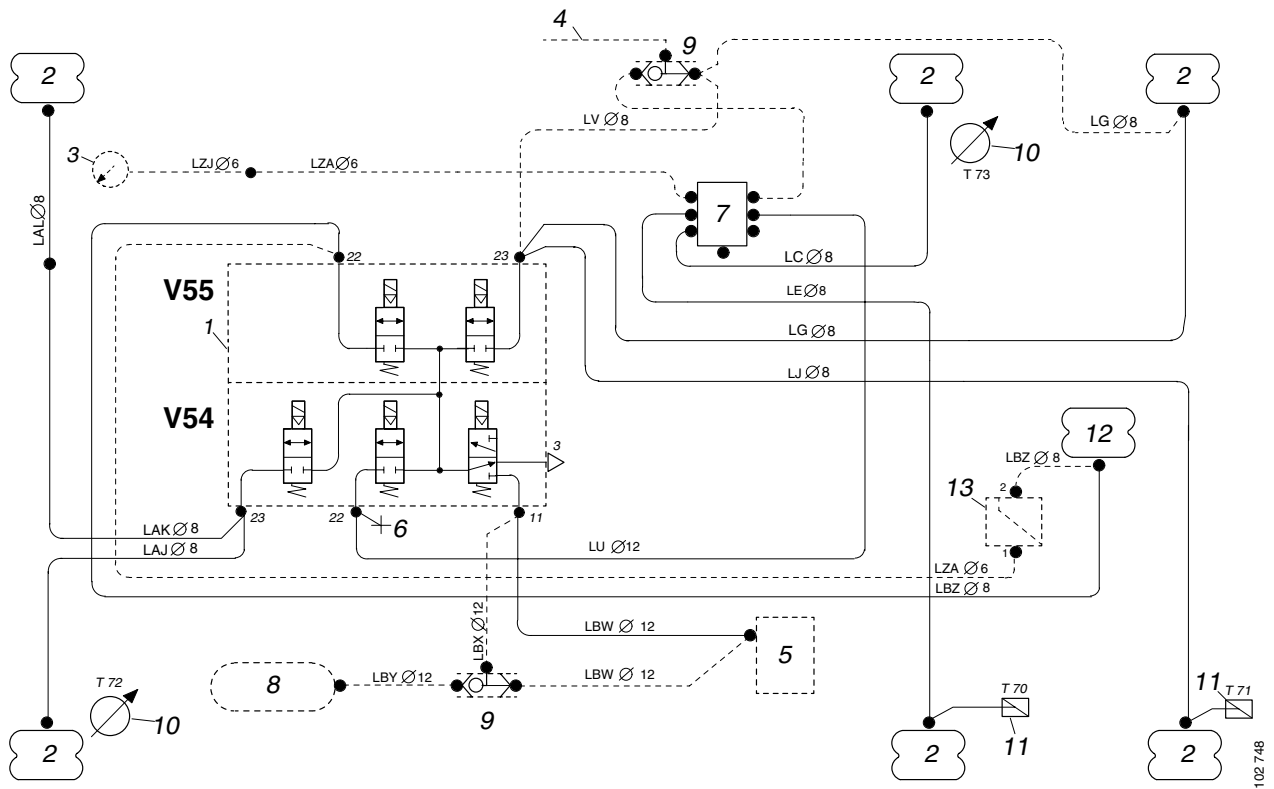 4
9
2
2
2
LV Ø 8
LG Ø 8
3
LZJ Ø 6
LZA Ø 6
10
T 73
LAL Ø 8
7
22
23
LC Ø 8
V55
LE Ø 8
1
LG Ø 8
LJ Ø 8
V54
12
3
LBZ Ø 8
13
2
23
22
6
11
LAK Ø 8
LAJ Ø 8
LU Ø 12
1
LZA Ø 6
LBZ Ø 8
LBX Ø 12
LBW Ø 12
5
8
LBY Ø 12
LBW Ø 12
T 72
10
9
T 70
11
11
T 71
2
2
2
102 748